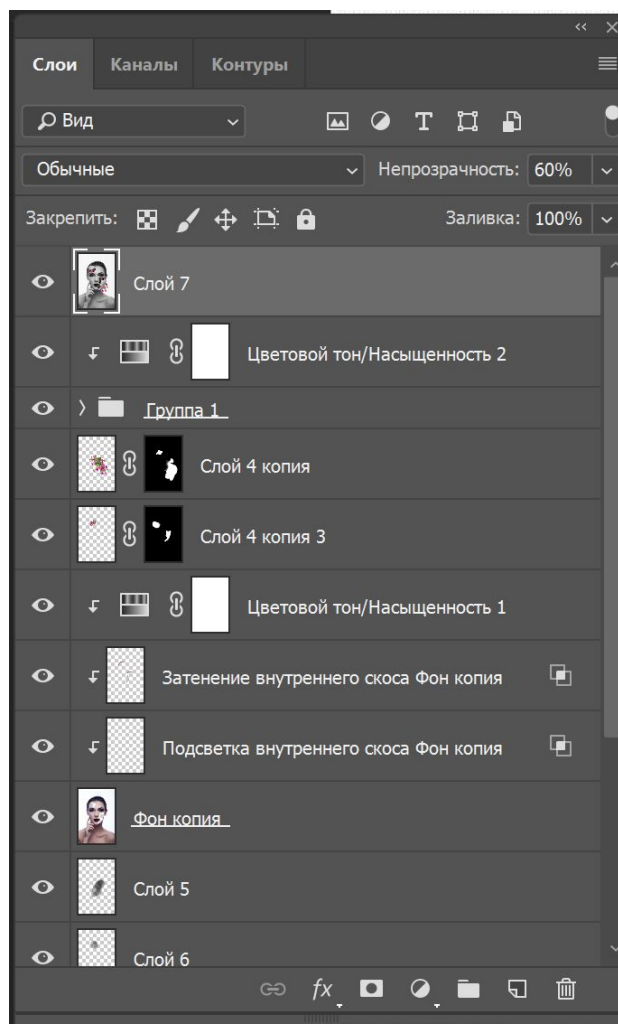 Слои Каналы Контуры
Вид
Обычные Непрозрачность: 60%
Закрепить: Заливка: 100%
Слой 7
Цветовой тон/Насыщенность 2
Группа 1
Слой 4 копия
Слой 4 копия 3
Цветовой тон/Насыщенность 1
Затенение внутреннего скоса Фон копия
Подсветка внутреннего скоса Фон копия
Фон копия
Слой 5
Слой 6
fx